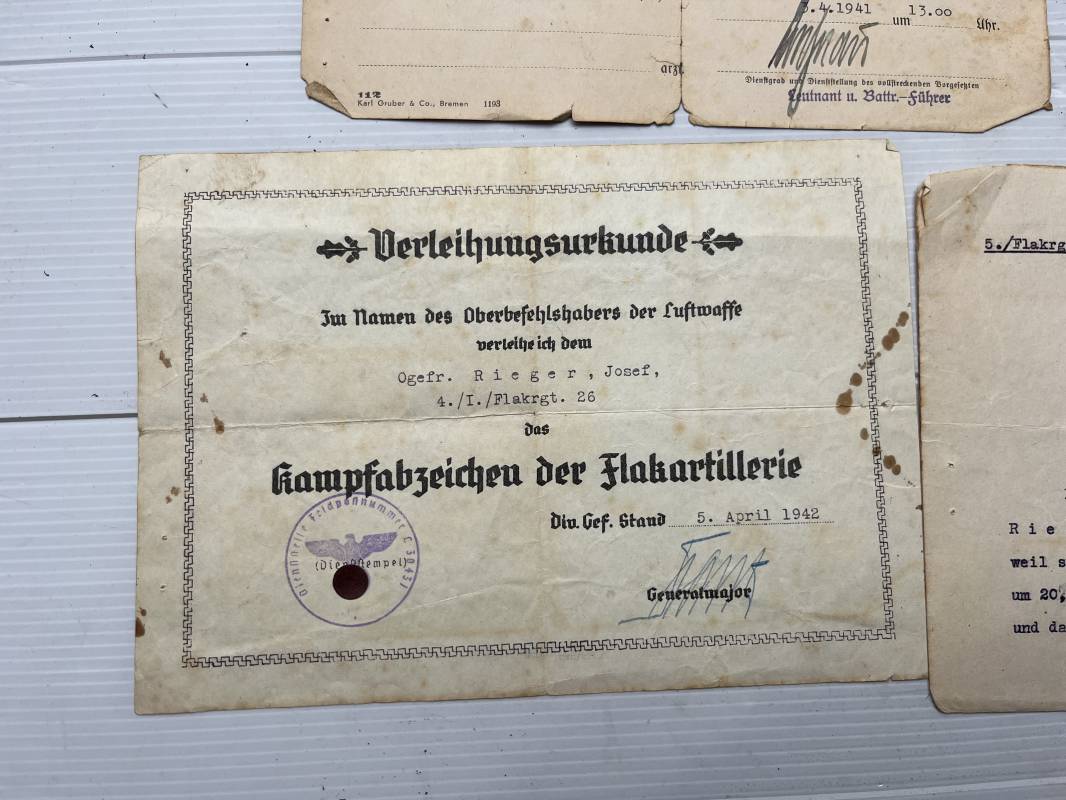 3.4.1941 um 13.00 Uhr.
Dienstgrad und Dienststellung des vollstreckenden Vorgesetzten
Leutnant u. Battr.-Führer
112
Karl Gruber & Co., Bremen 1193
Verleihungsurkunde
Im Namen des Oberbefehlshabers der Luftwaffe
verleihe ich dem
Ogefr. Rieger, Josef,
4./I./Flakrgt. 26
das
Kampfabzeichen der Flakartillerie
Div. Gef. Stand 5. April 1942
(Dienststempel)
Generalmajor
5./Flakrg
Rie
weil s
um 20,
und da